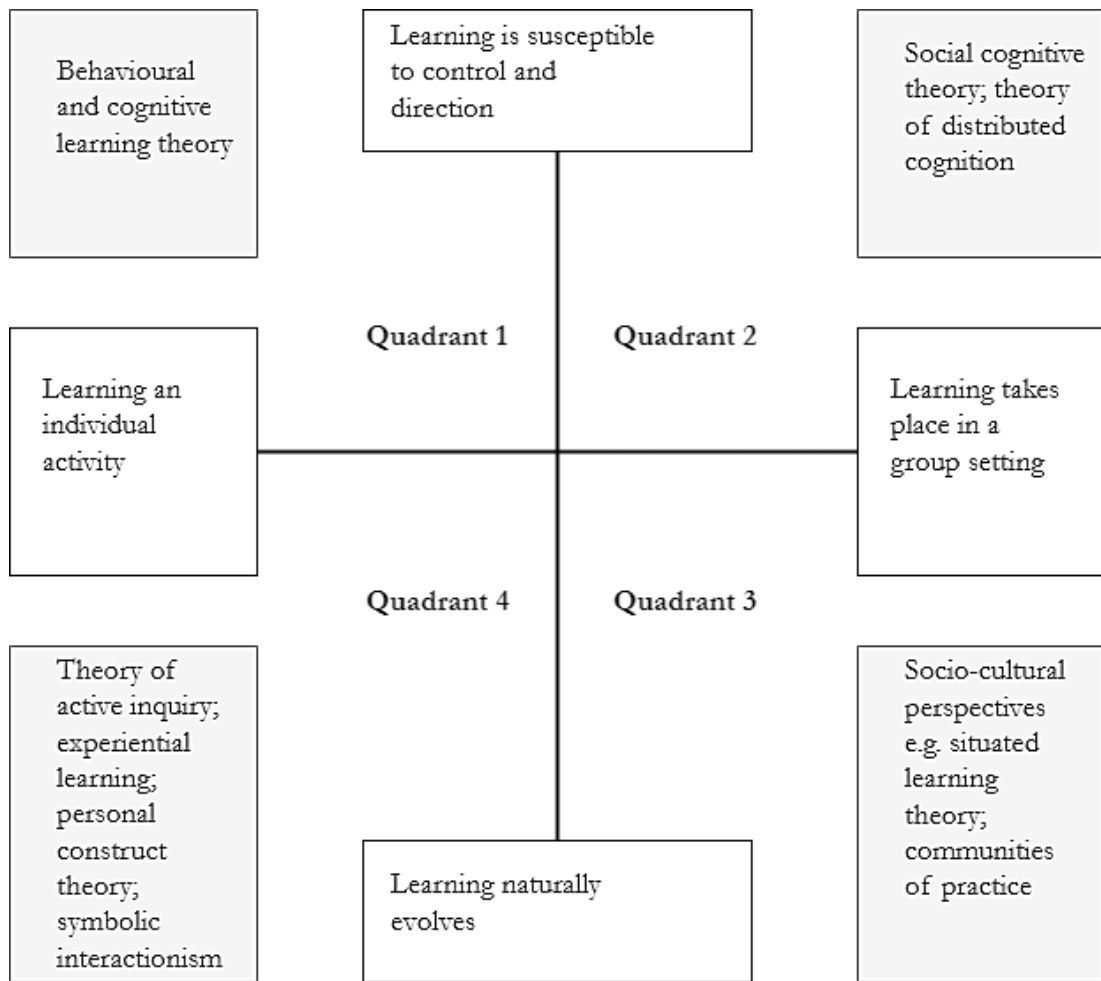 Behavioural
and cognitive
learning theory
Learning is susceptible
to control and
direction
Social cognitive
theory; theory
of distributed
cognition
Quadrant 1
Quadrant 2
Learning an
individual
activity
Learning takes
place in a
group setting
Quadrant 4
Quadrant 3
Theory of
active inquiry;
experiential
learning;
personal
construct
theory;
symbolic
interactionism
Learning naturally
evolves
Socio-cultural
perspectives
e.g. situated
learning
theory;
communities
of practice